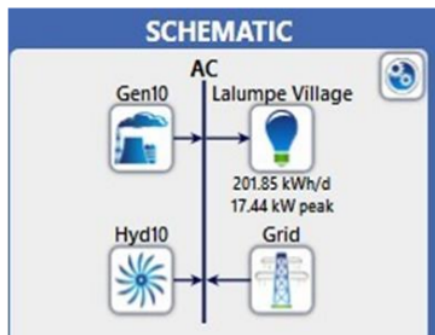 SCHEMATIC
AC
Gen10
Lalumpe Village
201.85 kWh/d
17.44 kW peak
Hyd10
Grid